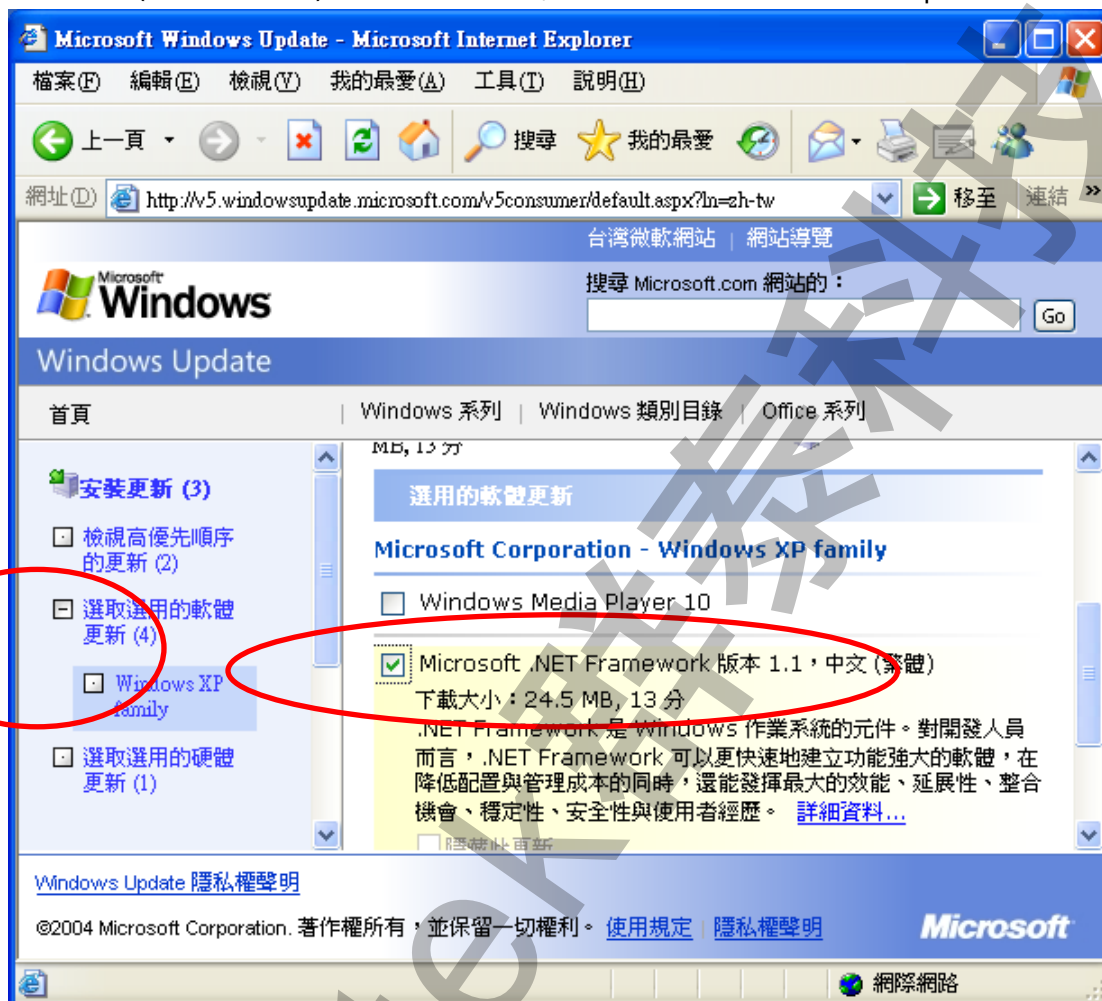 Microsoft Windows Update - Microsoft Internet Explorer
檔案(F) 編輯(E) 檢視(V) 我的最愛(A) 工具(T) 說明(H)
上一頁 搜尋 我的最愛
網址(D) http://v5.windowsupdate.microsoft.com/v5consumer/default.aspx?ln=zh-tw 移至 連結 »
台灣微軟網站 | 網站導覽
Microsoft
Windows
搜尋 Microsoft.com 網站的：
Go
Windows Update
首頁 | Windows 系列 | Windows 類別目錄 | Office 系列
安裝更新 (3)
檢視高優先順序
的更新 (2)
選取選用的軟體
更新 (4)
Windows XP
family
選取選用的硬體
更新 (1)
MB, 13 分
選用的軟體更新
Microsoft Corporation - Windows XP family
Windows Media Player 10
Microsoft .NET Framework 版本 1.1，中文 (繁體)
下載大小：24.5 MB, 13 分
.NET Framework 是 Windows 作業系統的元件。對開發人員
而言，.NET Framework 可以更快速地建立功能強大的軟體，在
降低配置與管理成本的同時，還能發揮最大的效能、延展性、整合
機會、穩定性、安全性與使用者經歷。 詳細資料...
隱藏此更新
Windows Update 隱私權聲明
©2004 Microsoft Corporation. 著作權所有，並保留一切權利。 使用規定 | 隱私權聲明
Microsoft
網際網路